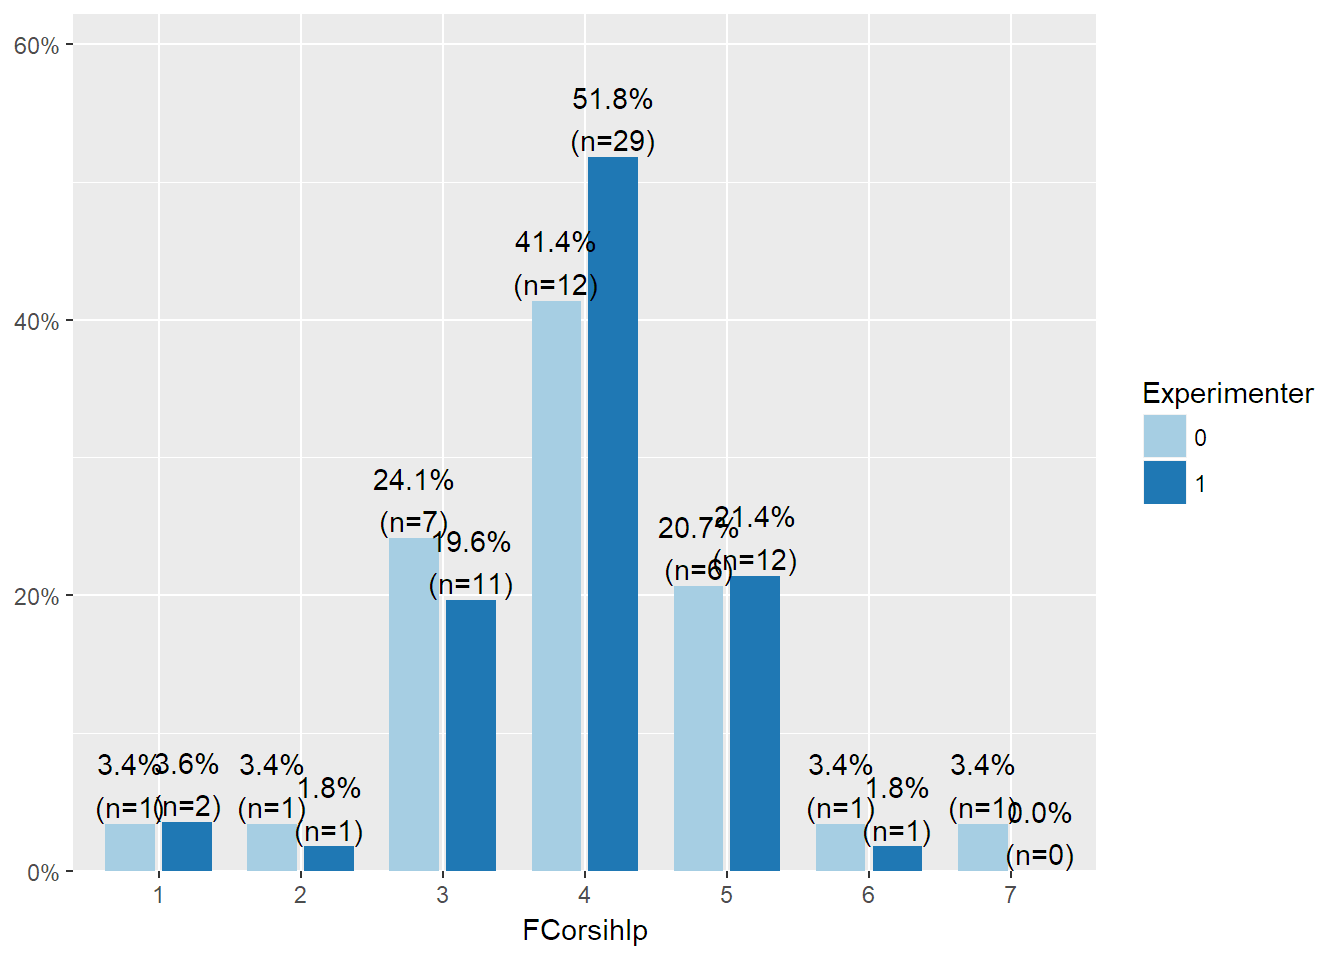 60%
40%
20%
0%
51.8%
(n=29)
41.4%
(n=12)
24.1%
(n=7)
19.6%
(n=11)
20.7%
(n=6)
21.4%
(n=12)
3.4%
(n=1)
3.6%
(n=2)
3.4%
(n=1)
1.8%
(n=1)
3.4%
(n=1)
1.8%
(n=1)
3.4%
(n=1)
0.0%
(n=0)
1 2 3 4 5 6 7
FCorsihlp
Experimenter
0
1